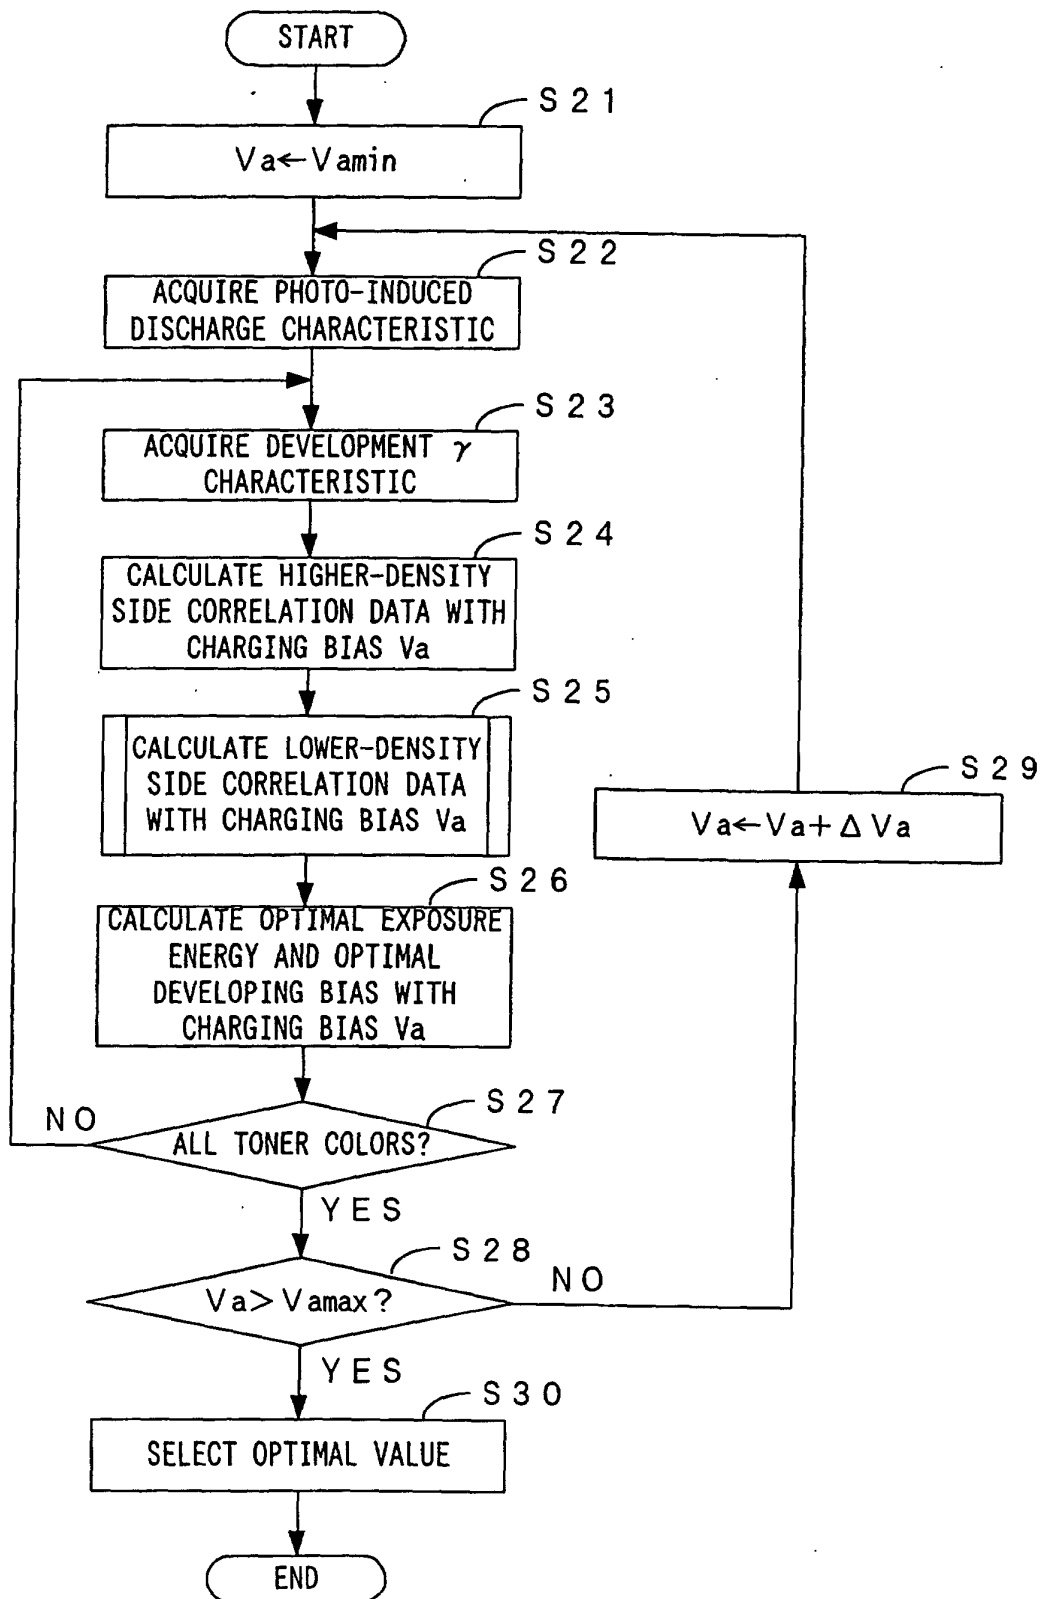 START
S21
Va←Vamin
S22
ACQUIRE PHOTO-INDUCED
DISCHARGE CHARACTERISTIC
S23
ACQUIRE DEVELOPMENT γ
CHARACTERISTIC
S24
CALCULATE HIGHER-DENSITY
SIDE CORRELATION DATA WITH
CHARGING BIAS Va
S25
CALCULATE LOWER-DENSITY
SIDE CORRELATION DATA
WITH CHARGING BIAS Va
S29
Va←Va+ΔVa
S26
CALCULATE OPTIMAL EXPOSURE
ENERGY AND OPTIMAL
DEVELOPING BIAS WITH
CHARGING BIAS Va
S27
NO
ALL TONER COLORS?
YES
S28
NO
Va>Vamax?
YES
S30
SELECT OPTIMAL VALUE
END